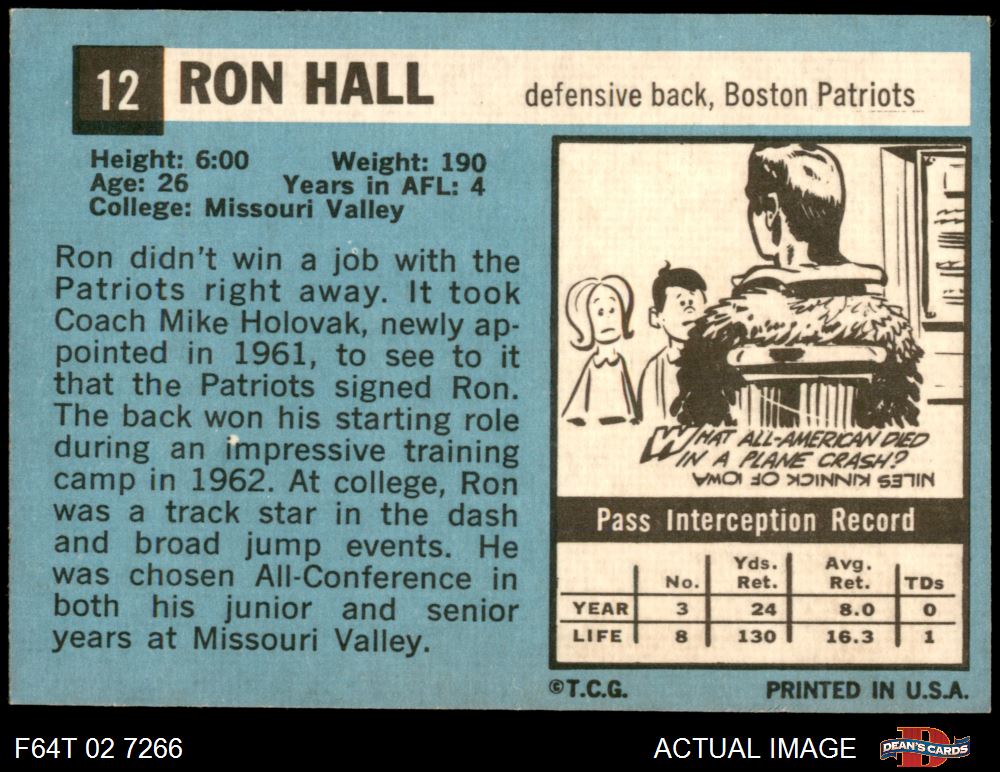 12 RON HALL defensive back, Boston Patriots
Height: 6:00 Weight: 190
Age: 26 Years in AFL: 4
College: Missouri Valley
Ron didn't win a job with the
Patriots right away. It took
Coach Mike Holovak, newly ap-
pointed in 1961, to see to it
that the Patriots signed Ron.
The back won his starting role
during an impressive training
camp in 1962. At college, Ron
was a track star in the dash
and broad jump events. He
was chosen All-Conference in
both his junior and senior
years at Missouri Valley.
WHAT ALL-AMERICAN DIED
IN A PLANE CRASH?
NILES KINNICK OF IOWA
Pass Interception Record
No. Yds. Ret. Avg. Ret. TDs
YEAR 3 24 8.0 0
LIFE 8 130 16.3 1
©T.C.G. PRINTED IN U.S.A.
F64T 02 7266 ACTUAL IMAGE DEAN'S CARDS